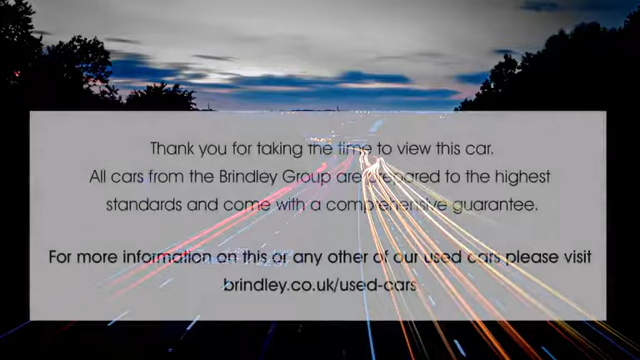 Thank you for taking the time to view this car.
All cars from the Brindley Group are prepared to the highest
standards and come with a comprehensive guarantee.
For more information on this or any other of our used cars please visit
brindley.co.uk/used-cars